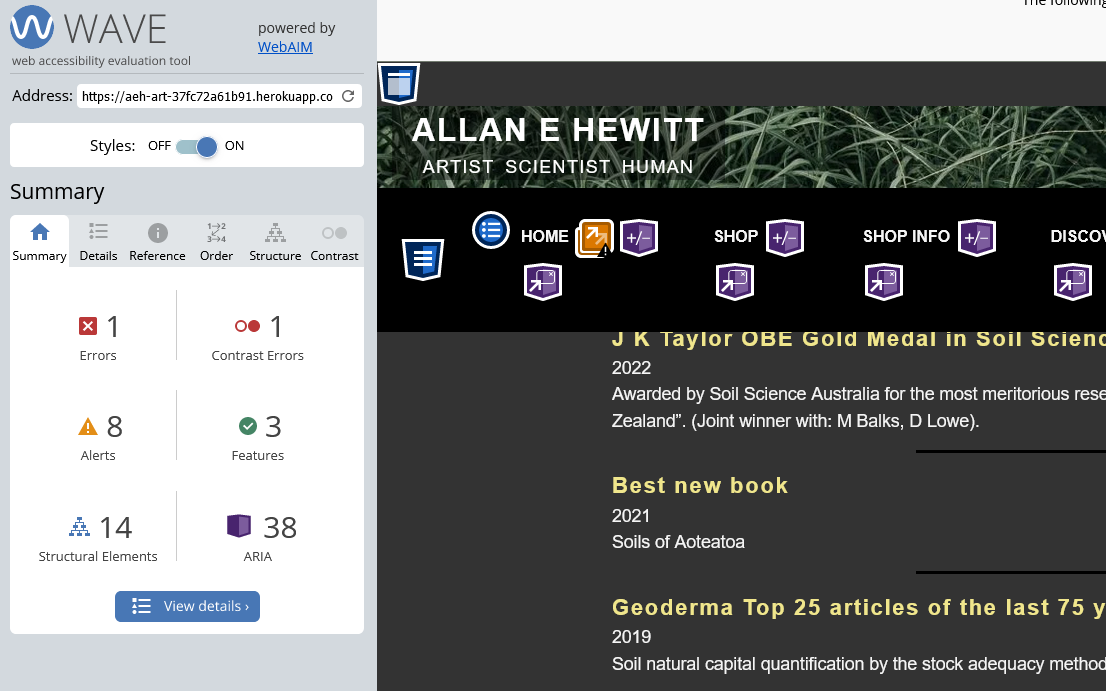 WAVE
powered by
WebAIM
web accessibility evaluation tool
Address: https://aeh-art-37fc72a61b91.herokuapp.co
Styles: OFF ON
Summary
Summary Details Reference Order Structure Contrast
1
Errors
1
Contrast Errors
8
Alerts
3
Features
14
Structural Elements
38
ARIA
View details ›
The following
ALLAN E HEWITT
ARTIST SCIENTIST HUMAN
HOME +/- SHOP +/- SHOP INFO +/- DISCOV
J K Taylor OBE Gold Medal in Soil Scienc
2022
Awarded by Soil Science Australia for the most meritorious rese
Zealand”. (Joint winner with: M Balks, D Lowe).
Best new book
2021
Soils of Aoteatoa
Geoderma Top 25 articles of the last 75 y
2019
Soil natural capital quantification by the stock adequacy method